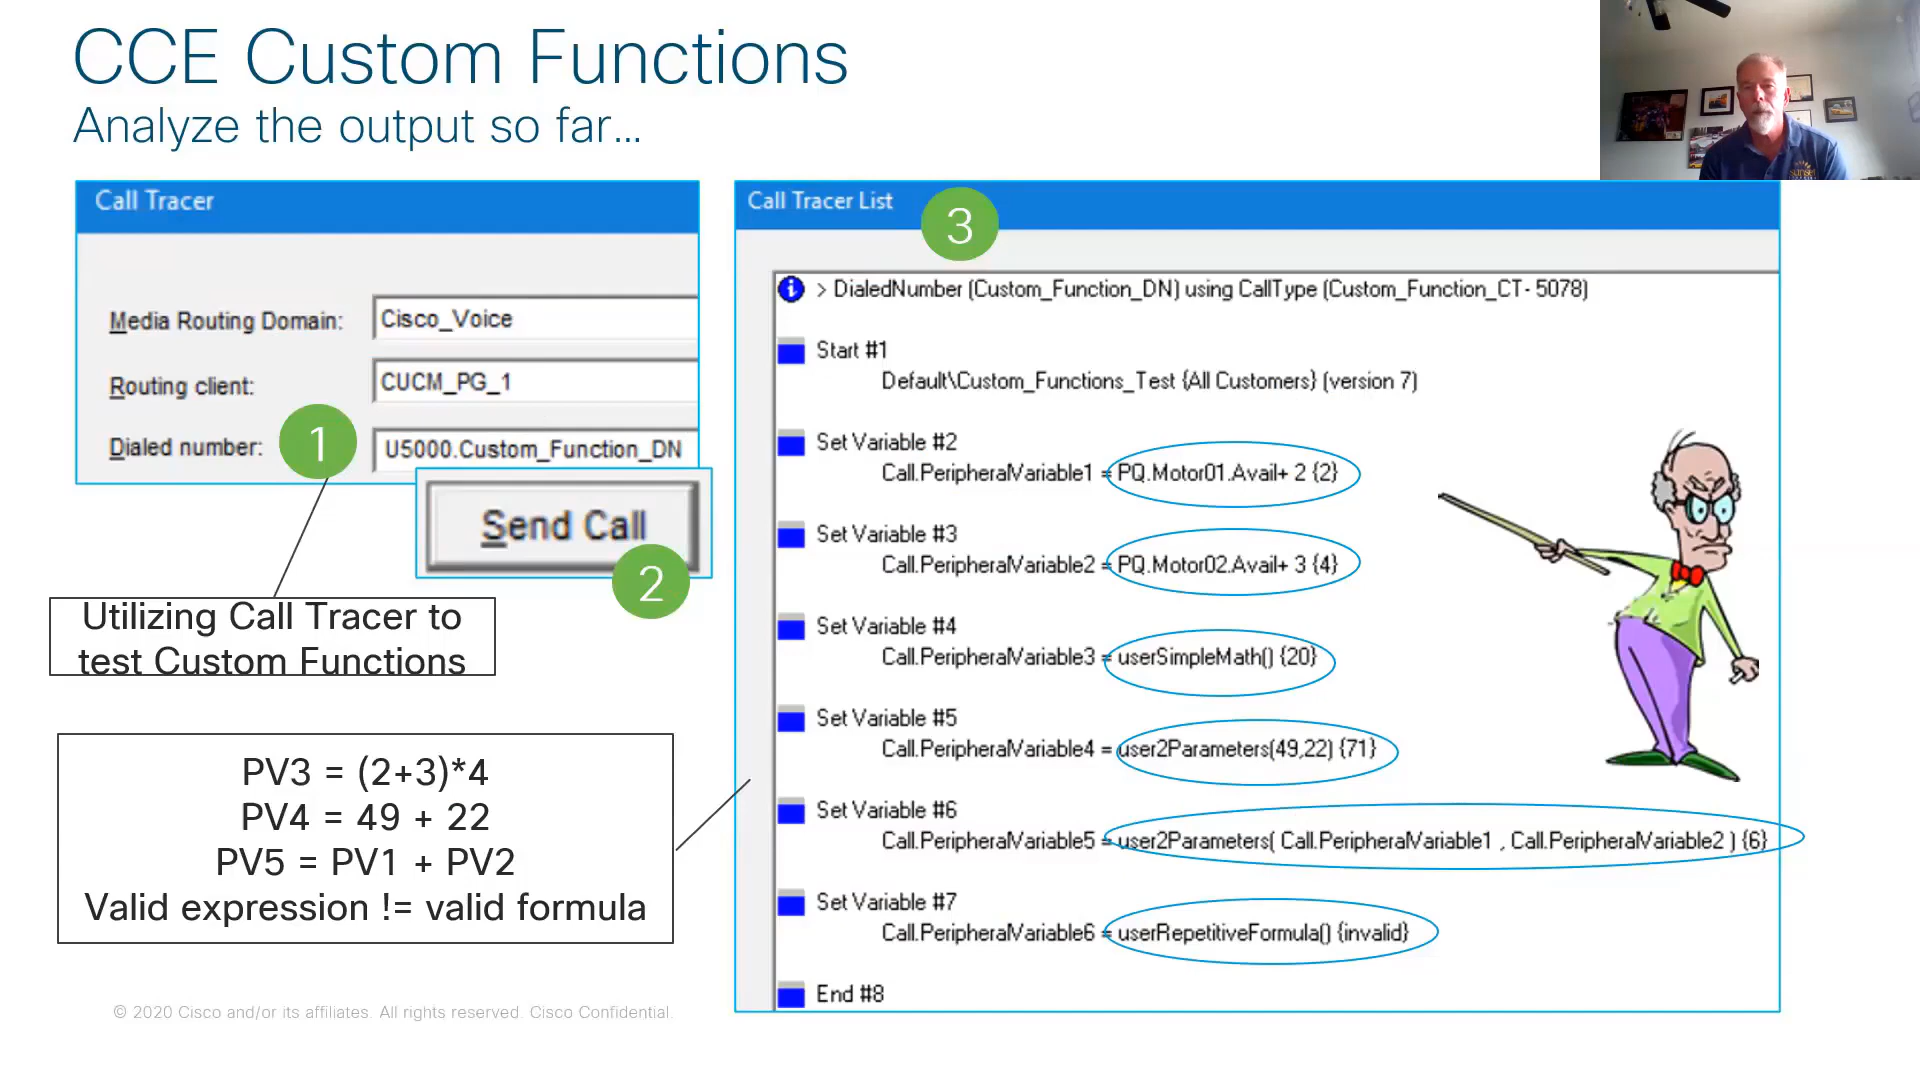 CCE Custom Functions
Analyze the output so far...
Call Tracer
Media Routing Domain: Cisco_Voice
Routing client: CUCM_PG_1
Dialed number: 1 U5000.Custom_Function_DN
Send Call
2
Utilizing Call Tracer to
test Custom Functions
PV3 = (2+3)*4
PV4 = 49 + 22
PV5 = PV1 + PV2
Valid expression != valid formula
Call Tracer List
3
> DialedNumber (Custom_Function_DN) using CallType (Custom_Function_CT- 5078)
Start #1
Default\Custom_Functions_Test {All Customers} (version 7)
Set Variable #2
Call.PeripheralVariable1 = PQ.Motor01.Avail+ 2 {2}
Set Variable #3
Call.PeripheralVariable2 = PQ.Motor02.Avail+ 3 {4}
Set Variable #4
Call.PeripheralVariable3 = userSimpleMath() {20}
Set Variable #5
Call.PeripheralVariable4 = user2Parameters(49,22) {71}
Set Variable #6
Call.PeripheralVariable5 = user2Parameters( Call.PeripheralVariable1 , Call.PeripheralVariable2 ) {6}
Set Variable #7
Call.PeripheralVariable6 = userRepetitiveFormula() {invalid}
End #8
© 2020 Cisco and/or its affiliates. All rights reserved. Cisco Confidential.